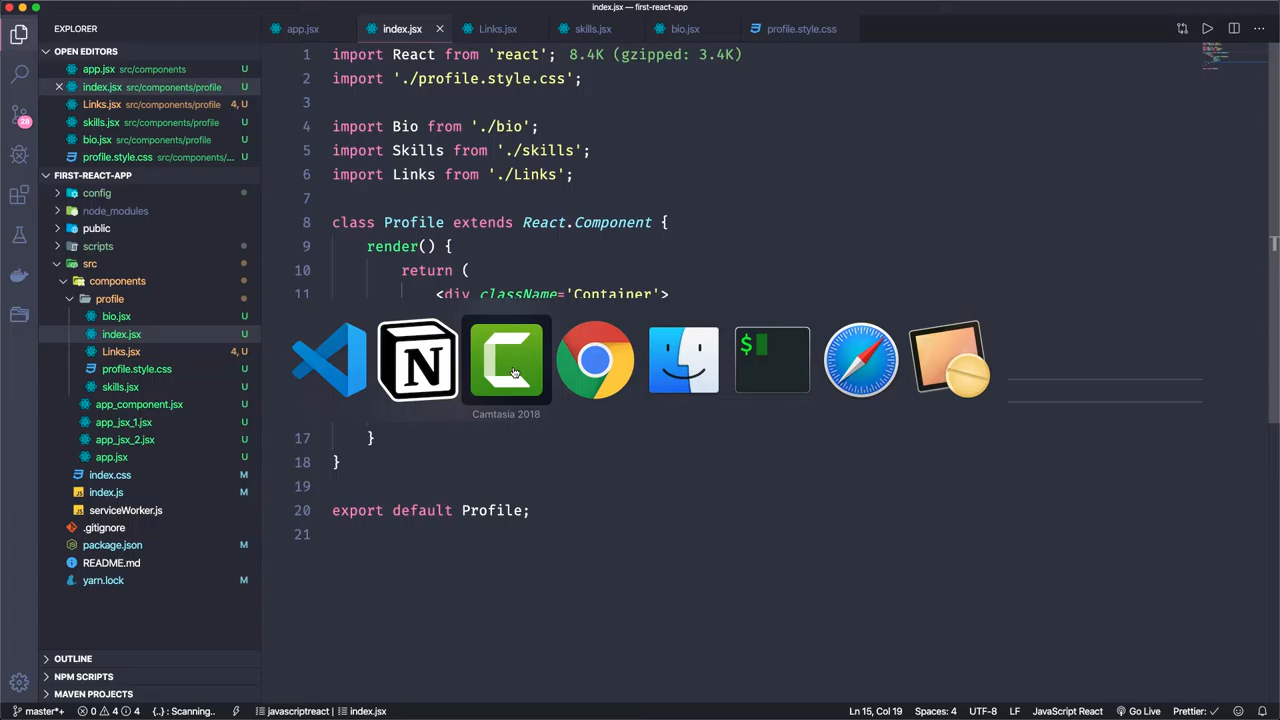 index.jsx — first-react-app
EXPLORER
app.jsx
index.jsx
Links.jsx
skills.jsx
bio.jsx
profile.style.css
OPEN EDITORS
app.jsx src/components U
index.jsx src/components/profile U
Links.jsx src/components/profile 4, U
skills.jsx src/components/profile U
bio.jsx src/components/profile U
profile.style.css src/components/... U
FIRST-REACT-APP
config
node_modules
public
scripts
src
components
profile
bio.jsx U
index.jsx U
Links.jsx 4, U
profile.style.css U
skills.jsx U
app_component.jsx U
app_jsx_1.jsx U
app_jsx_2.jsx U
app.jsx U
index.css M
index.js M
serviceWorker.js
.gitignore
package.json M
README.md
yarn.lock M
OUTLINE
NPM SCRIPTS
MAVEN PROJECTS
28
1 import React from 'react'; 8.4K (gzipped: 3.4K)
2 import './profile.style.css';
3
4 import Bio from './bio';
5 import Skills from './skills';
6 import Links from './Links';
7
8 class Profile extends React.Component {
9 render() {
10 return (
11 <div className='Container'>
17 }
18 }
19
20 export default Profile;
21
N
$
Camtasia 2018
master*+ 0 4 4 {..} : Scanning.. javascriptreact index.jsx Ln 15, Col 19 Spaces: 4 UTF-8 LF JavaScript React Go Live Prettier: ✓